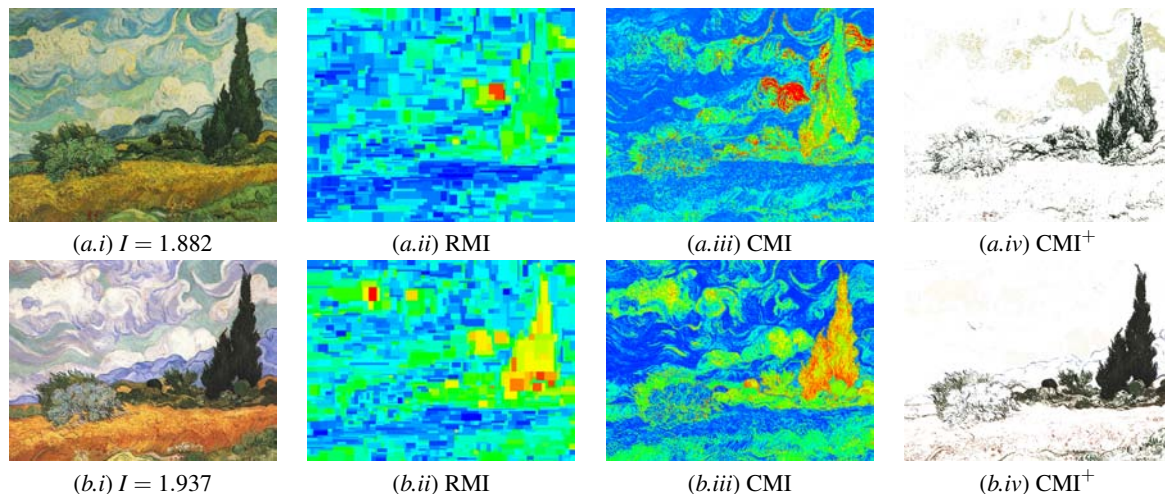 (a.i) I = 1.882 (a.ii) RMI (a.iii) CMI (a.iv) CMI⁺
(b.i) I = 1.937 (b.ii) RMI (b.iii) CMI (b.iv) CMI⁺